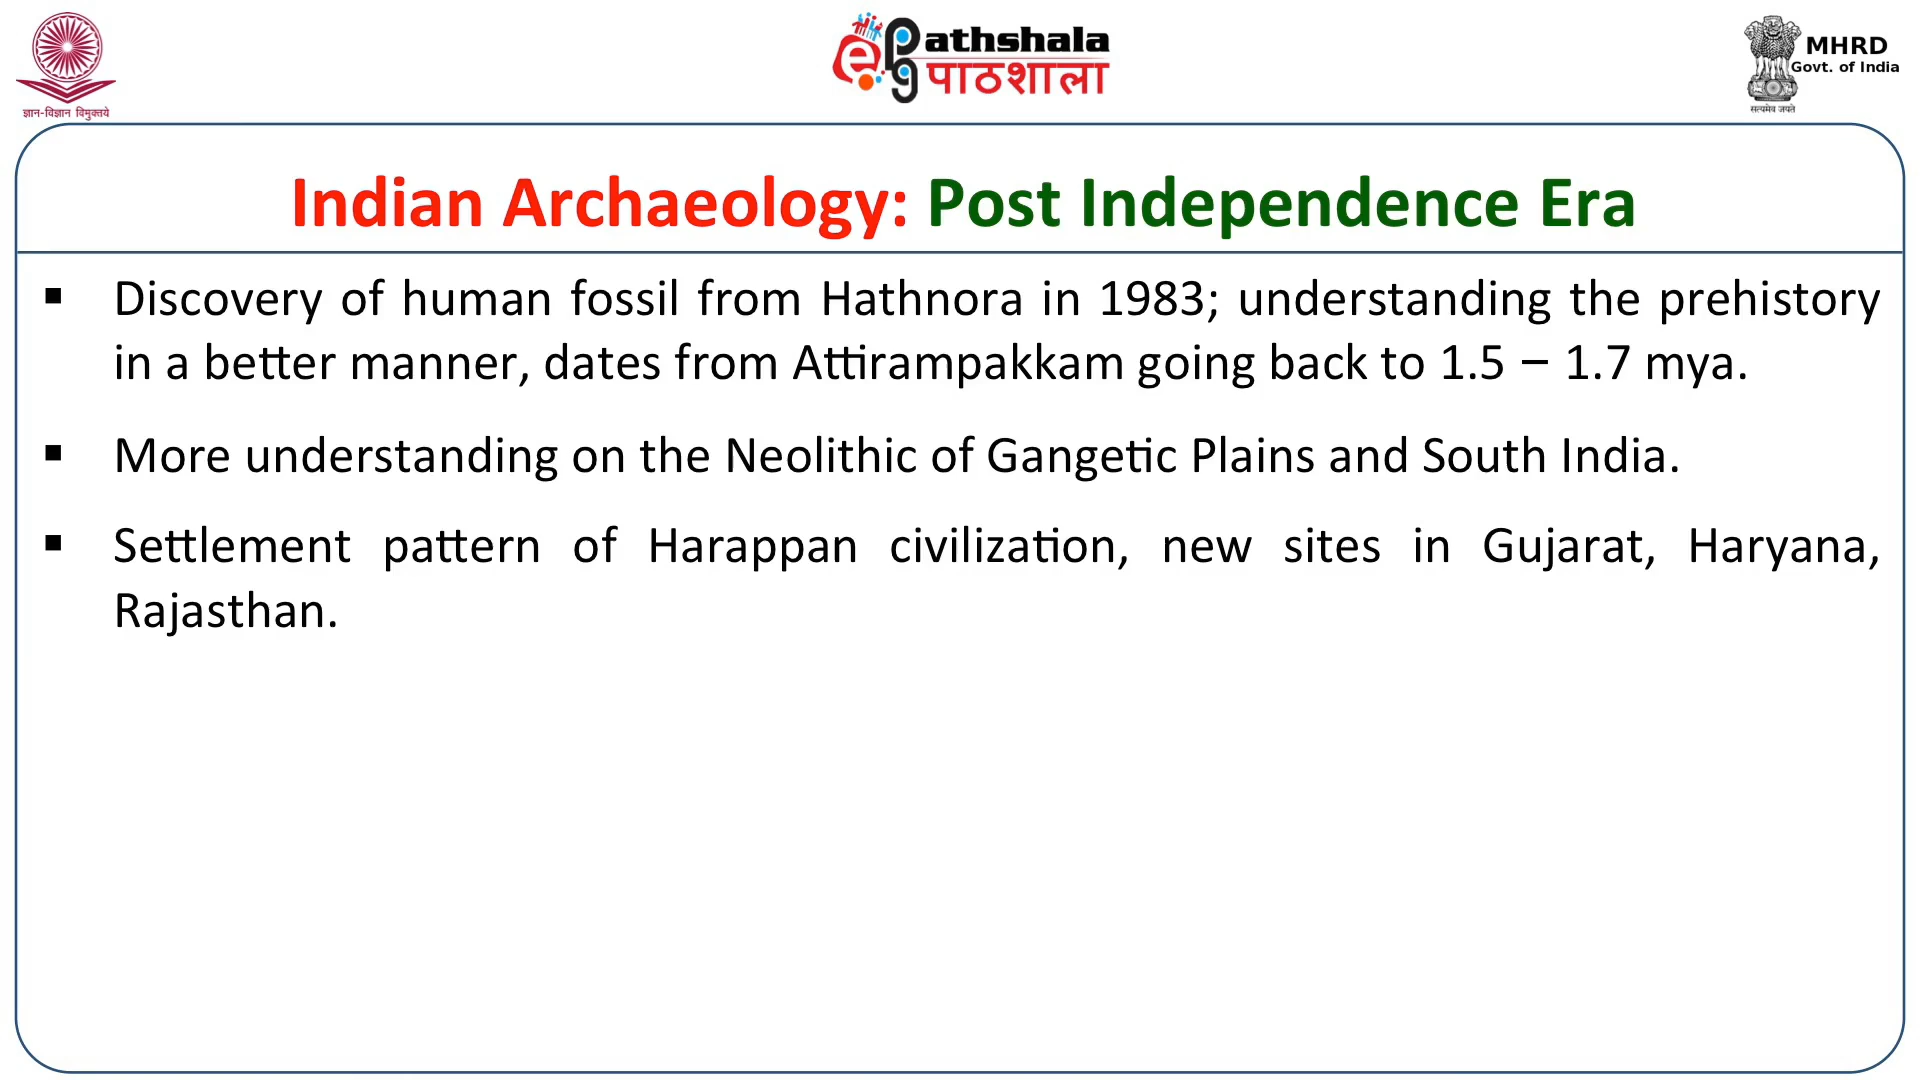 ज्ञान-विज्ञान विमुक्तये
ePathshala
पाठशाला
MHRD
Govt. of India
सत्यमेव जयते
Indian Archaeology: Post Independence Era
▪ Discovery of human fossil from Hathnora in 1983; understanding the prehistory
in a better manner, dates from Attirampakkam going back to 1.5 – 1.7 mya.
▪ More understanding on the Neolithic of Gangetic Plains and South India.
▪ Settlement pattern of Harappan civilization, new sites in Gujarat, Haryana,
Rajasthan.